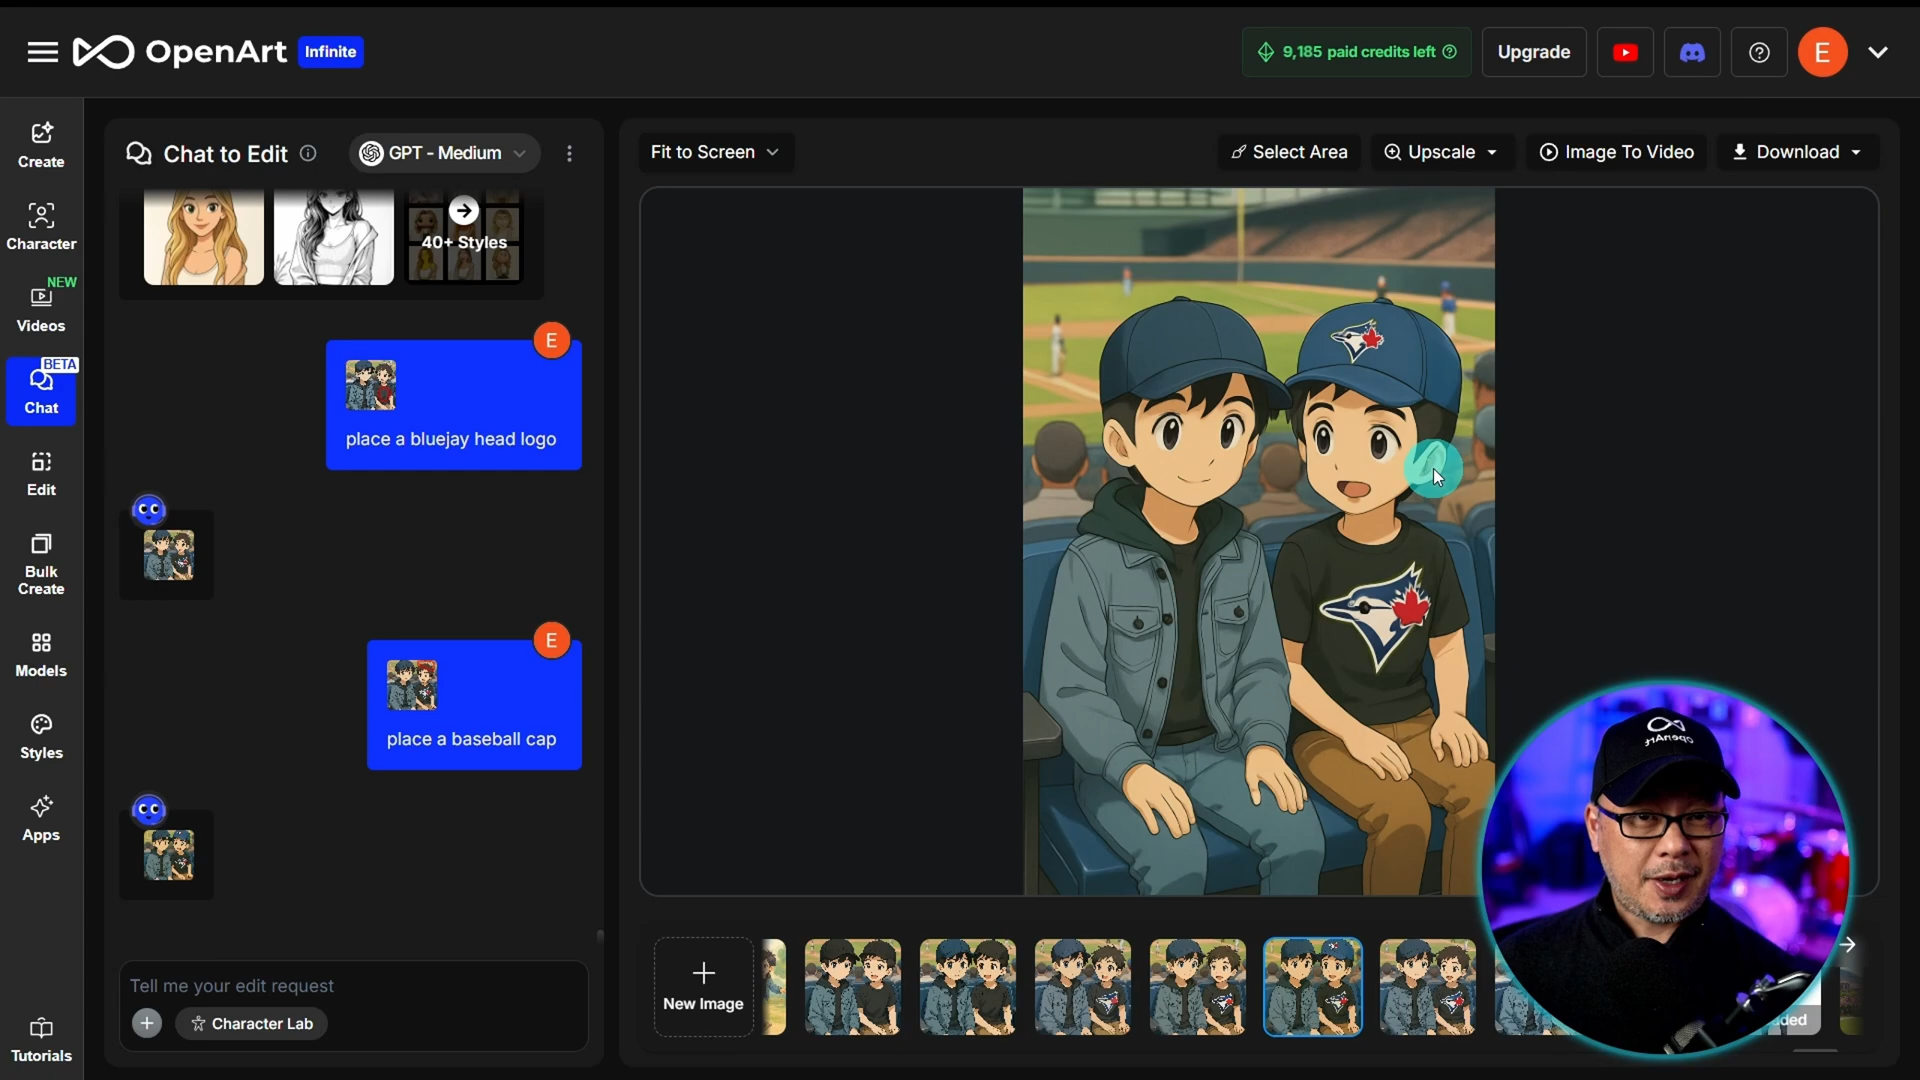 OpenArt
Infinite
9,185 paid credits left
Upgrade
E
Create
Character
NEW
Videos
BETA
Chat
Edit
Bulk
Create
Models
Styles
Apps
Tutorials
Chat to Edit
GPT - Medium
40+ Styles
E
place a bluejay head logo
E
place a baseball cap
Tell me your edit request
Character Lab
Fit to Screen
Select Area
Upscale
Image To Video
Download
New Image
OpenArt